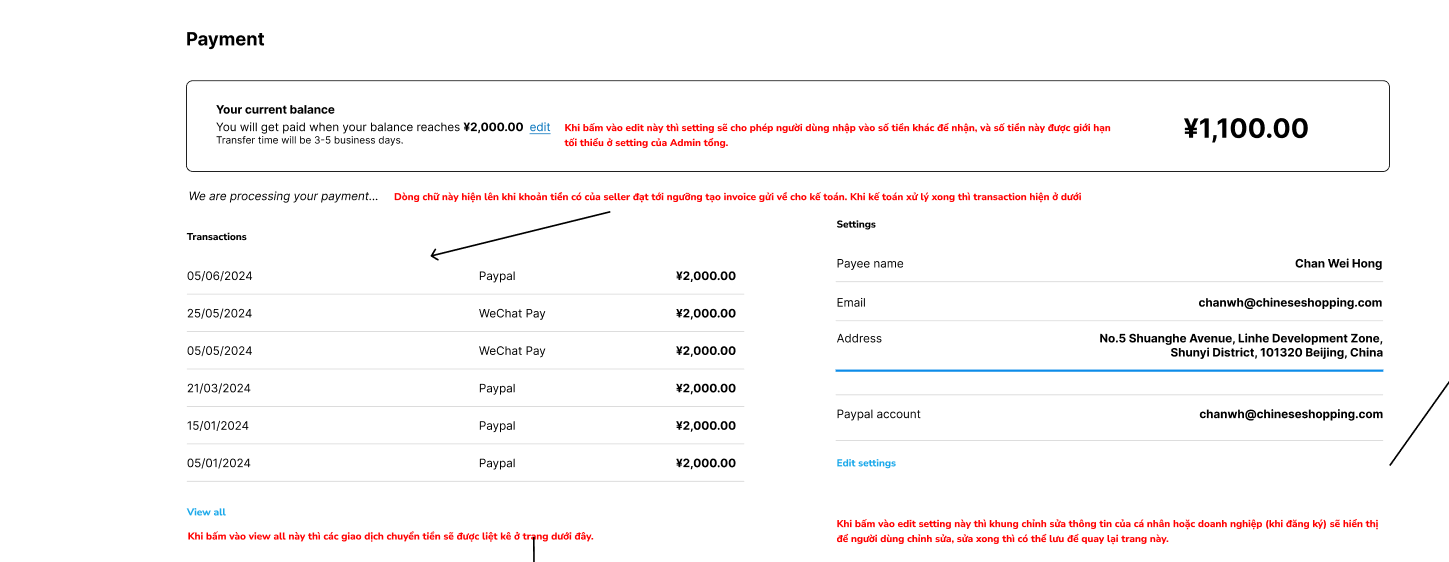 Payment
Your current balance
You will get paid when your balance reaches ¥2,000.00 edit
Transfer time will be 3-5 business days.
Khi bấm vào edit này thì setting sẽ cho phép người dùng nhập vào số tiền khác để nhận, và số tiền này được giới hạn
tối thiểu ở setting của Admin tổng.
¥1,100.00
We are processing your payment...
Dòng chữ này hiện lên khi khoản tiền có của seller đạt tới ngưỡng tạo invoice gửi về cho kế toán. Khi kế toán xử lý xong thì transaction hiện ở dưới
Transactions
05/06/2024 Paypal ¥2,000.00
25/05/2024 WeChat Pay ¥2,000.00
05/05/2024 WeChat Pay ¥2,000.00
21/03/2024 Paypal ¥2,000.00
15/01/2024 Paypal ¥2,000.00
05/01/2024 Paypal ¥2,000.00
View all
Khi bấm vào view all này thì các giao dịch chuyển tiền sẽ được liệt kê ở trang dưới đây.
Settings
Payee name Chan Wei Hong
Email chanwh@chineseshopping.com
Address No.5 Shuanghe Avenue, Linhe Development Zone,
Shunyi District, 101320 Beijing, China
Paypal account chanwh@chineseshopping.com
Edit settings
Khi bấm vào edit setting này thì khung chỉnh sửa thông tin của cá nhân hoặc doanh nghiệp (khi đăng ký) sẽ hiển thị
để người dùng chỉnh sửa, sửa xong thì có thể lưu để quay lại trang này.